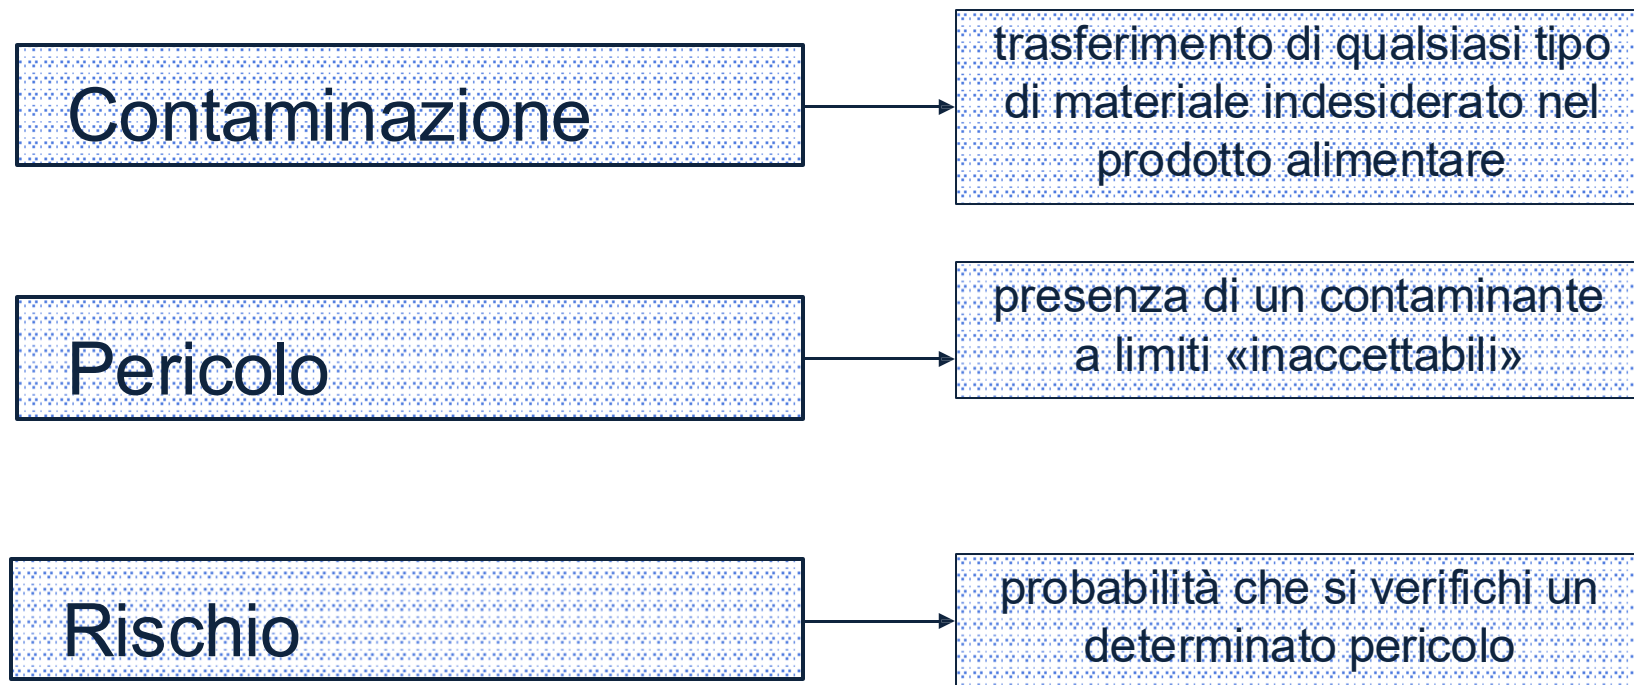 Contaminazione
trasferimento di qualsiasi tipo
di materiale indesiderato nel
prodotto alimentare
Pericolo
presenza di un contaminante
a limiti «inaccettabili»
Rischio
probabilità che si verifichi un
determinato pericolo